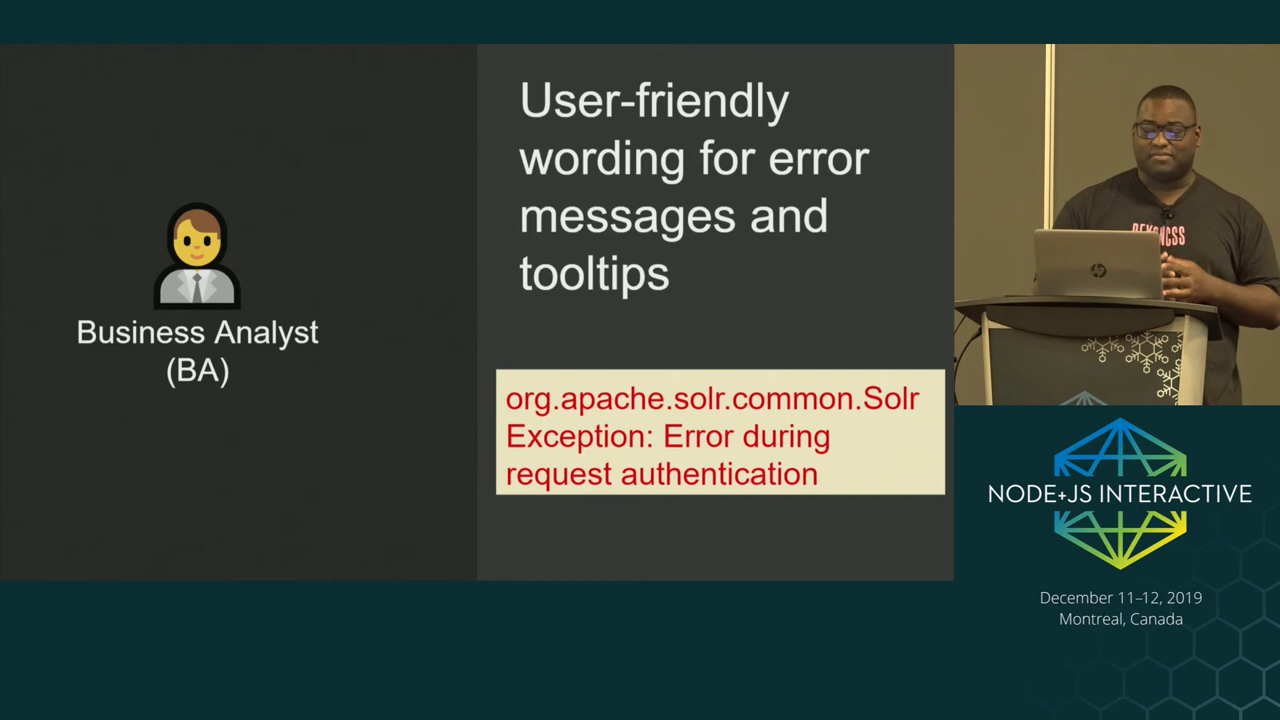 User-friendly
wording for error
messages and
tooltips
Business Analyst
(BA)
org.apache.solr.common.Solr
Exception: Error during
request authentication
hp
NODE+JS INTERACTIVE
December 11–12, 2019
Montreal, Canada